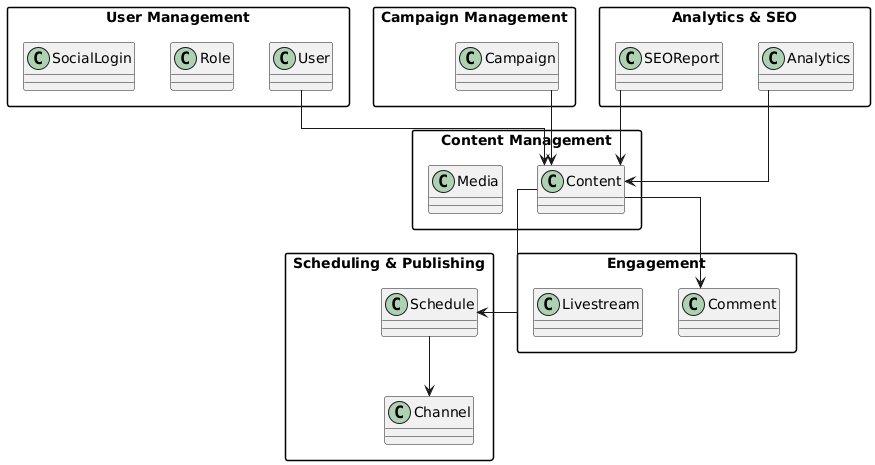 User Management
C SocialLogin
C Role
C User
Campaign Management
C Campaign
Analytics & SEO
C SEOReport
C Analytics
Content Management
C Media
C Content
Scheduling & Publishing
C Schedule
C Channel
Engagement
C Livestream
C Comment